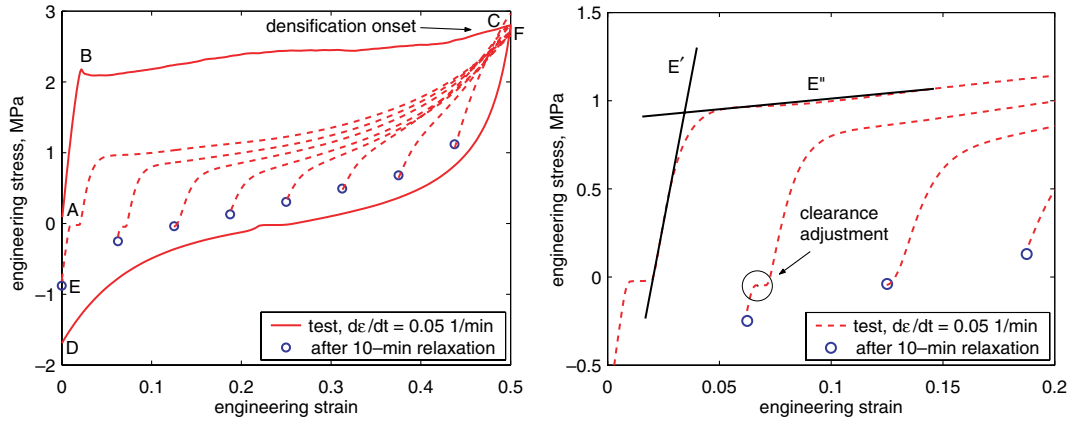 densification onset
C
F
B
A
E
D
3
2
1
0
−1
−2
engineering stress, MPa
test, dε/dt = 0.05 1/min
after 10–min relaxation
0
0.1
0.2
0.3
0.4
0.5
engineering strain
E′
E"
clearance
adjustment
1.5
1.0
0.5
0
−0.5
engineering stress, MPa
test, dε/dt = 0.05 1/min
after 10–min relaxation
0
0.05
0.1
0.15
0.2
engineering strain